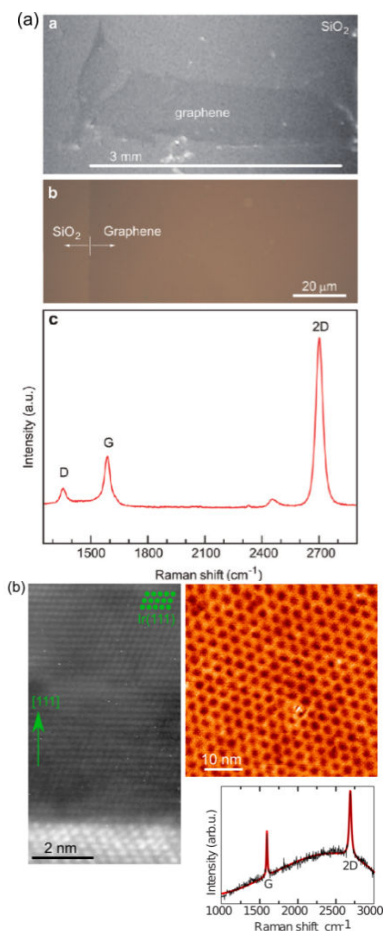 (a)
a
SiO₂
graphene
3 mm
b
SiO₂ Graphene
20 μm
c
2D
G
D
Intensity (a.u.)
1500 1800 2100 2400 2700
Raman shift (cm⁻¹)
(b)
[111]
2 nm
10 nm
Intensity (arb.u.)
G
2D
1000 1500 2000 2500 3000
Raman shift cm⁻¹